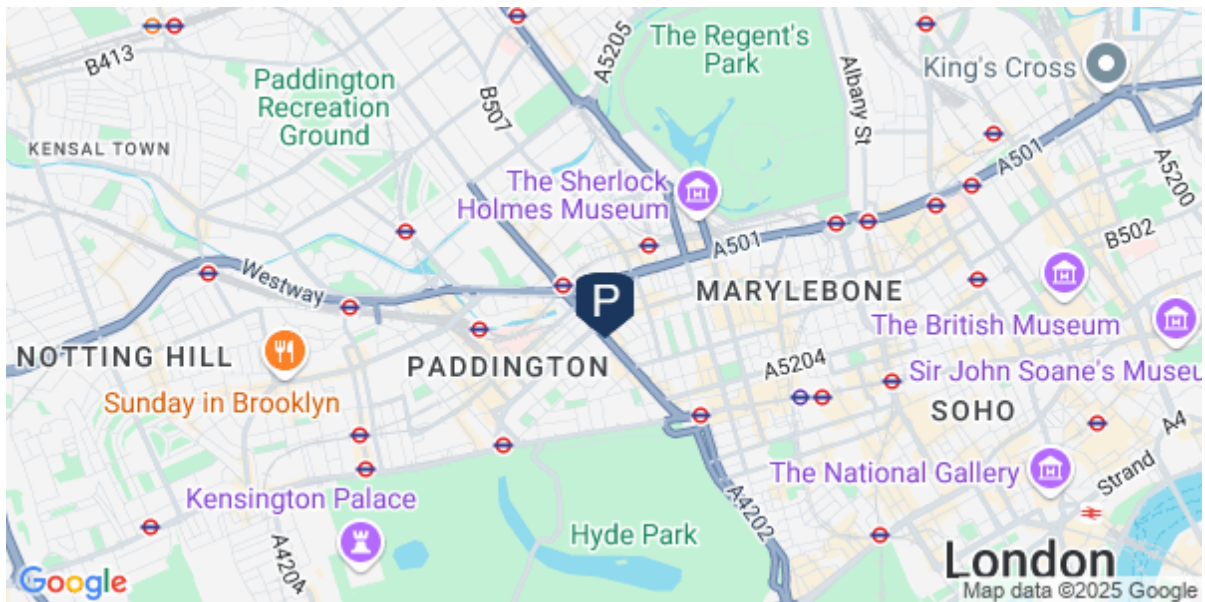 B413
A5205
The Regent's
Park
King's Cross
Paddington
Recreation
Ground
B507
Albany St
A501
KENSAL TOWN
A5200
The Sherlock
Holmes Museum
B502
A501
Westway
MARYLEBONE
The British Museum
NOTTING HILL
P
PADDINGTON
A5204
Sir John Soane's Museu
Sunday in Brooklyn
SOHO
A4
The National Gallery
Strand
Kensington Palace
A4202
Hyde Park
A4204
London
Google
Map data ©2025 Google